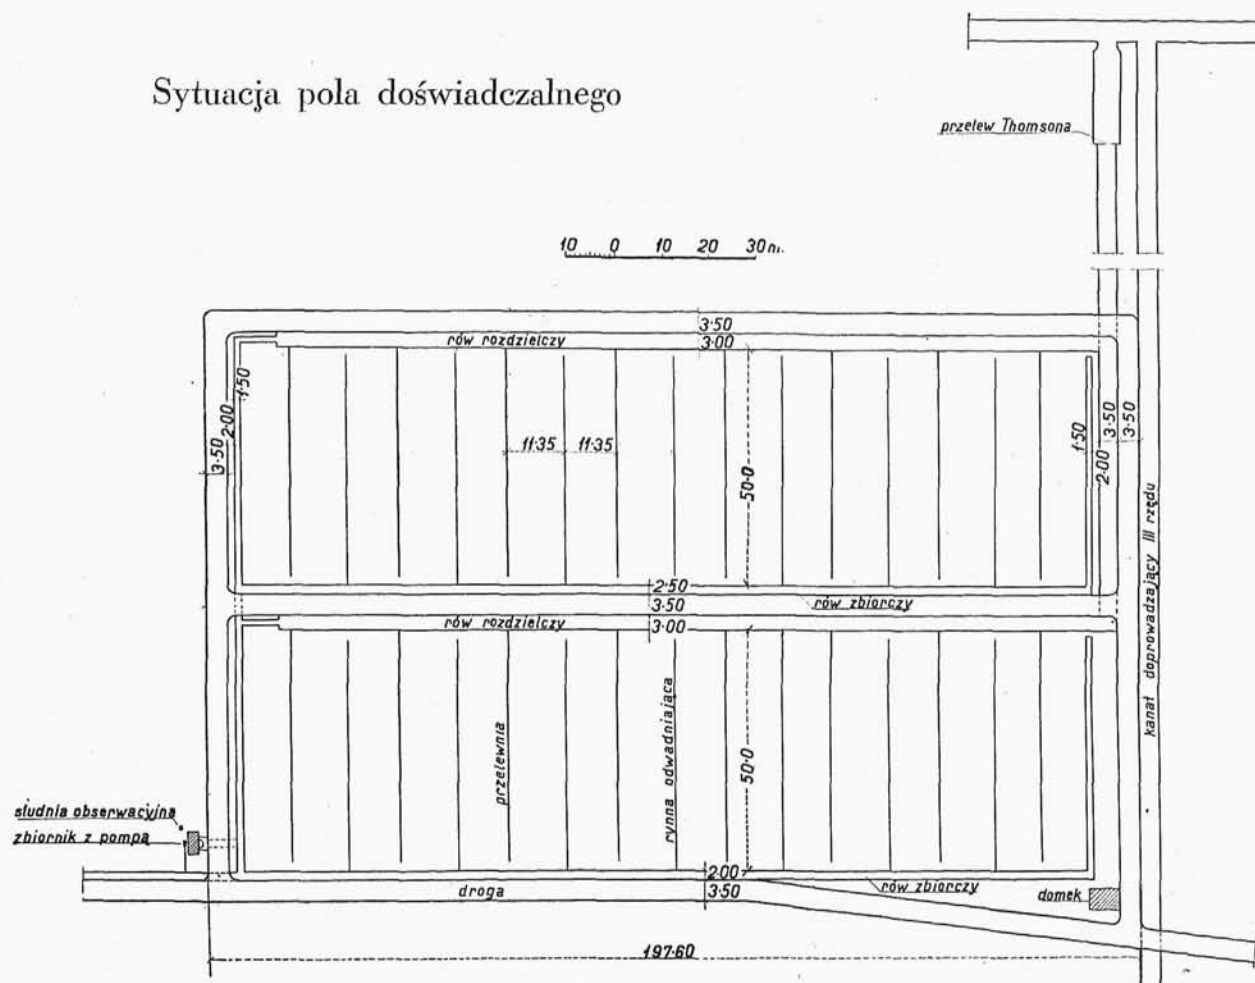 Sytuacja pola doświadczalnego
przelew Thomsona
10 0 10 20 30 m.
3·50
rów rozdzielczy 3·00
1·50
2·00
3·50
11·35 11·35
50·0
1·50
2·00
3·50
3·50
kanał doprowadzający III rzędu
2·50
3·50
rów zbiorczy
rów rozdzielczy 3·00
przelewnia
rynna odwadniająca
50·0
studnia obserwacyjna
zbiornik z pompą
2·00
droga 3·50
rów zbiorczy
domek
197·60